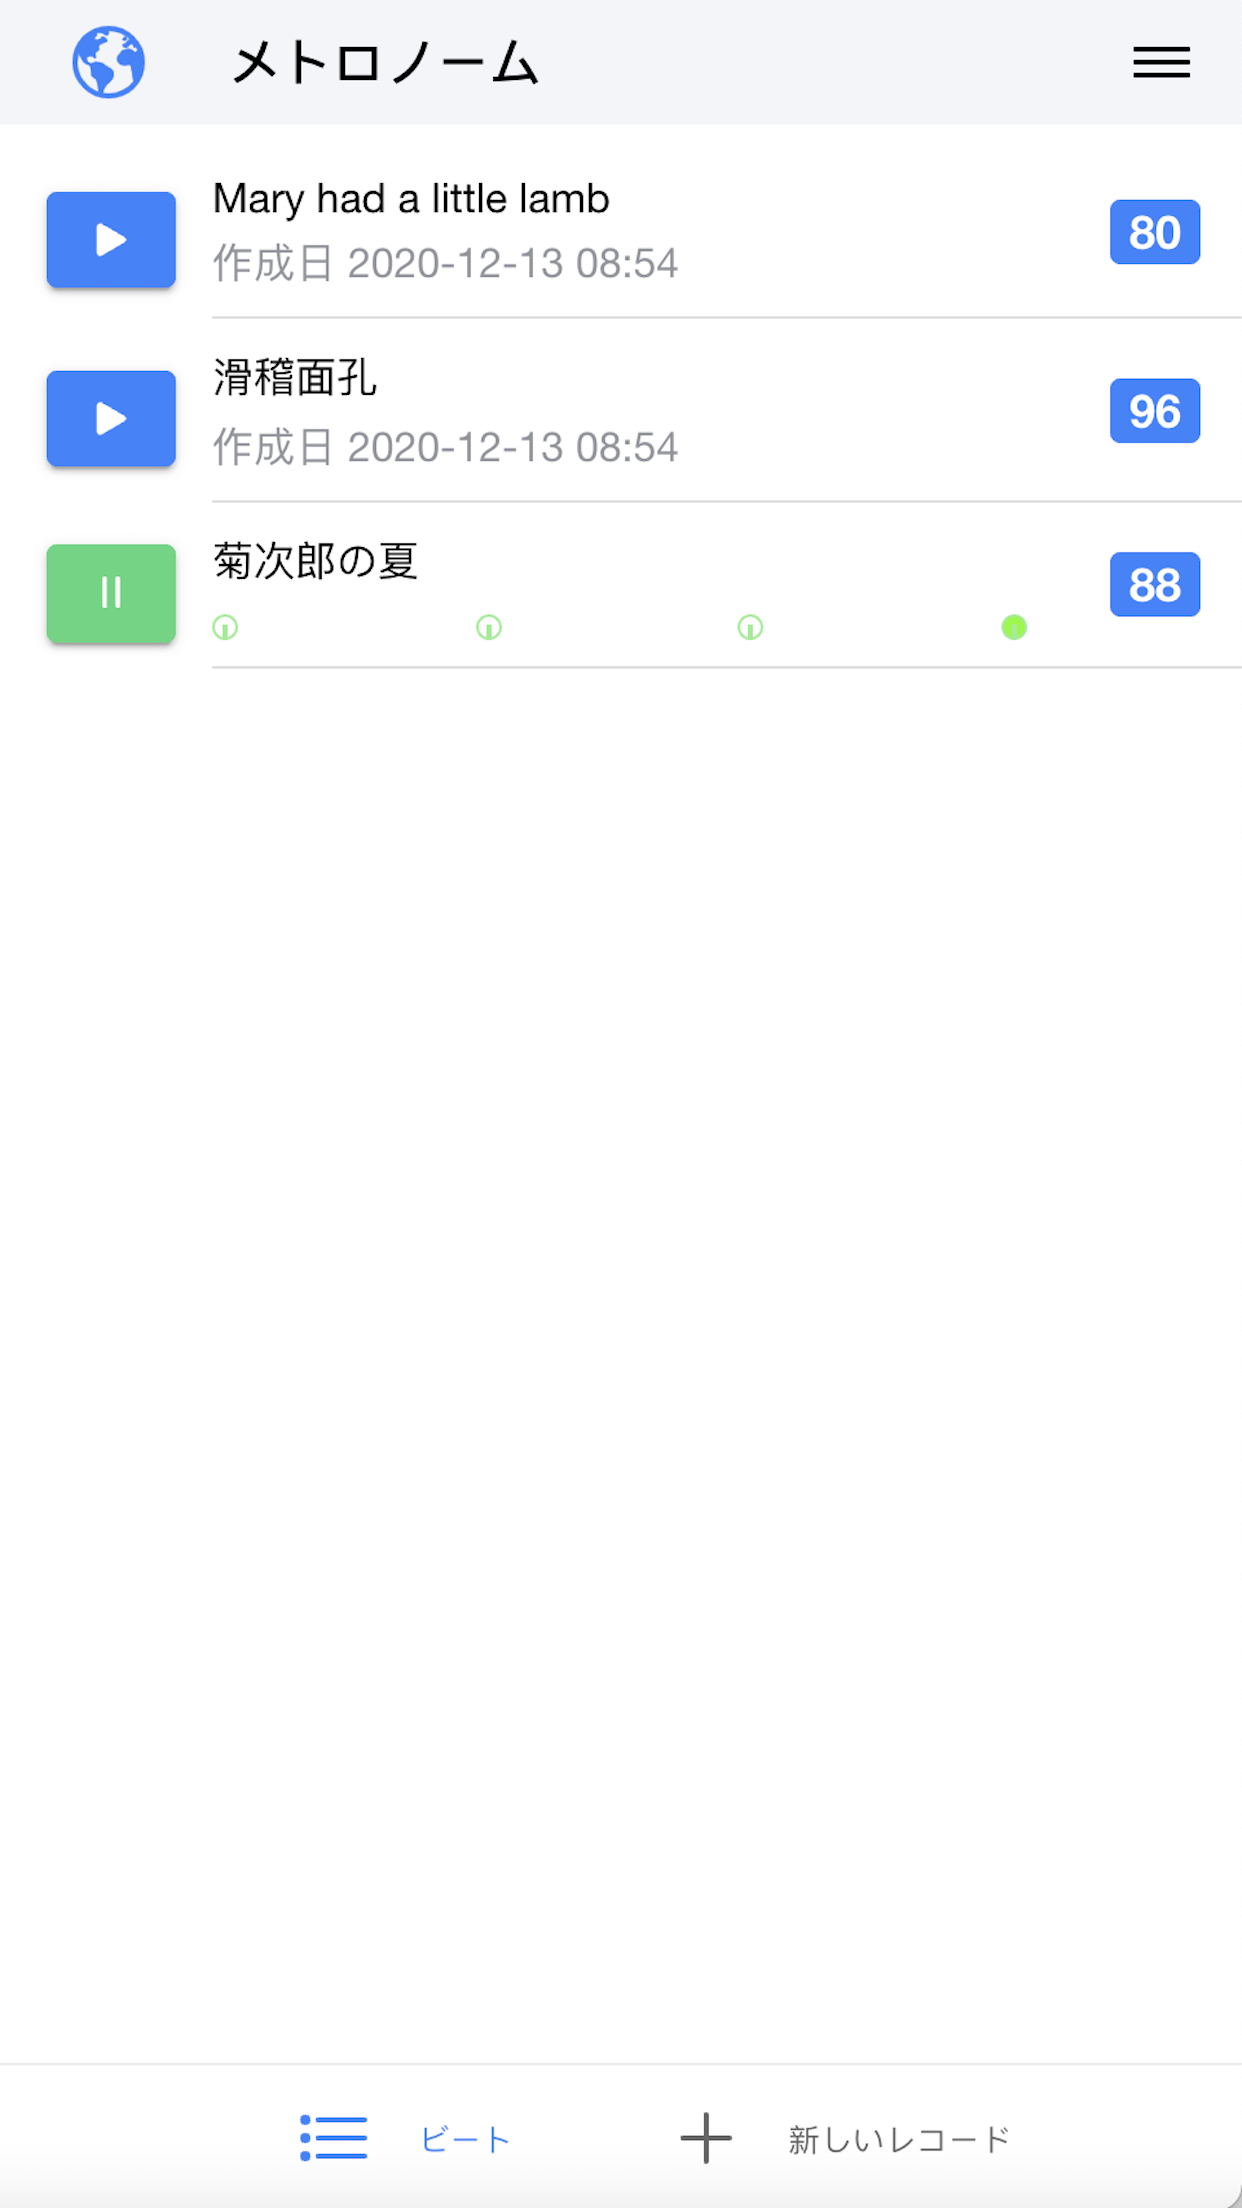 メトロノーム
Mary had a little lamb
作成日 2020-12-13 08:54
80
滑稽面孔
作成日 2020-12-13 08:54
96
菊次郎の夏
88
ビート
新しいレコード